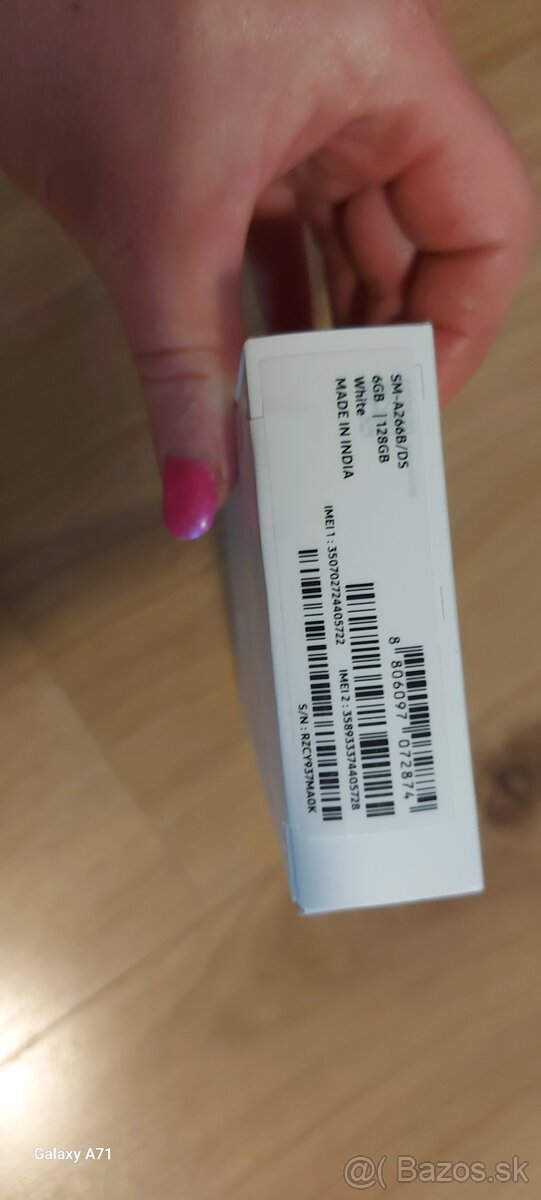 SM-A266B/DS
6GB | 128GB
White
MADE IN INDIA
8 806097 072874
IMEI 1 : 350702724405722
IMEI 2 : 358933374405728
S/N : RZCY937MA0K
Galaxy A71
@( Bazos.sk